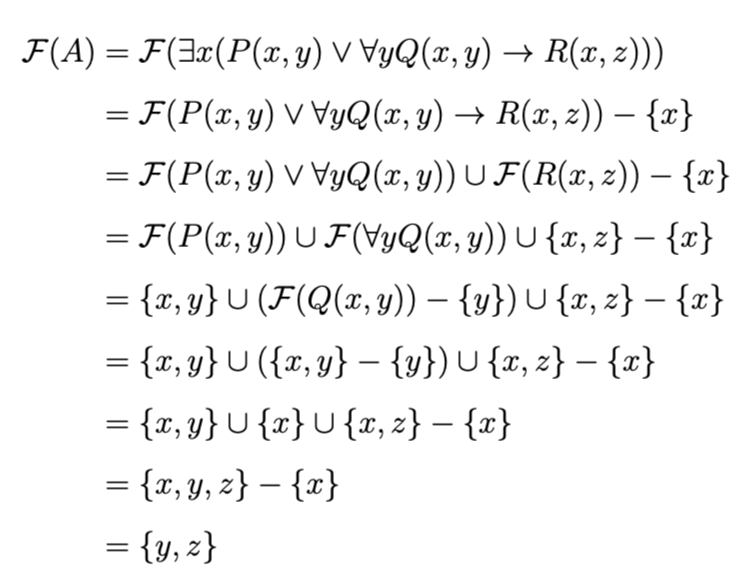 ℱ(A) = ℱ(∃x(P(x, y) ∨ ∀yQ(x, y) → R(x, z)))
= ℱ(P(x, y) ∨ ∀yQ(x, y) → R(x, z)) − {x}
= ℱ(P(x, y) ∨ ∀yQ(x, y)) ∪ ℱ(R(x, z)) − {x}
= ℱ(P(x, y)) ∪ ℱ(∀yQ(x, y)) ∪ {x, z} − {x}
= {x, y} ∪ (ℱ(Q(x, y)) − {y}) ∪ {x, z} − {x}
= {x, y} ∪ ({x, y} − {y}) ∪ {x, z} − {x}
= {x, y} ∪ {x} ∪ {x, z} − {x}
= {x, y, z} − {x}
= {y, z}